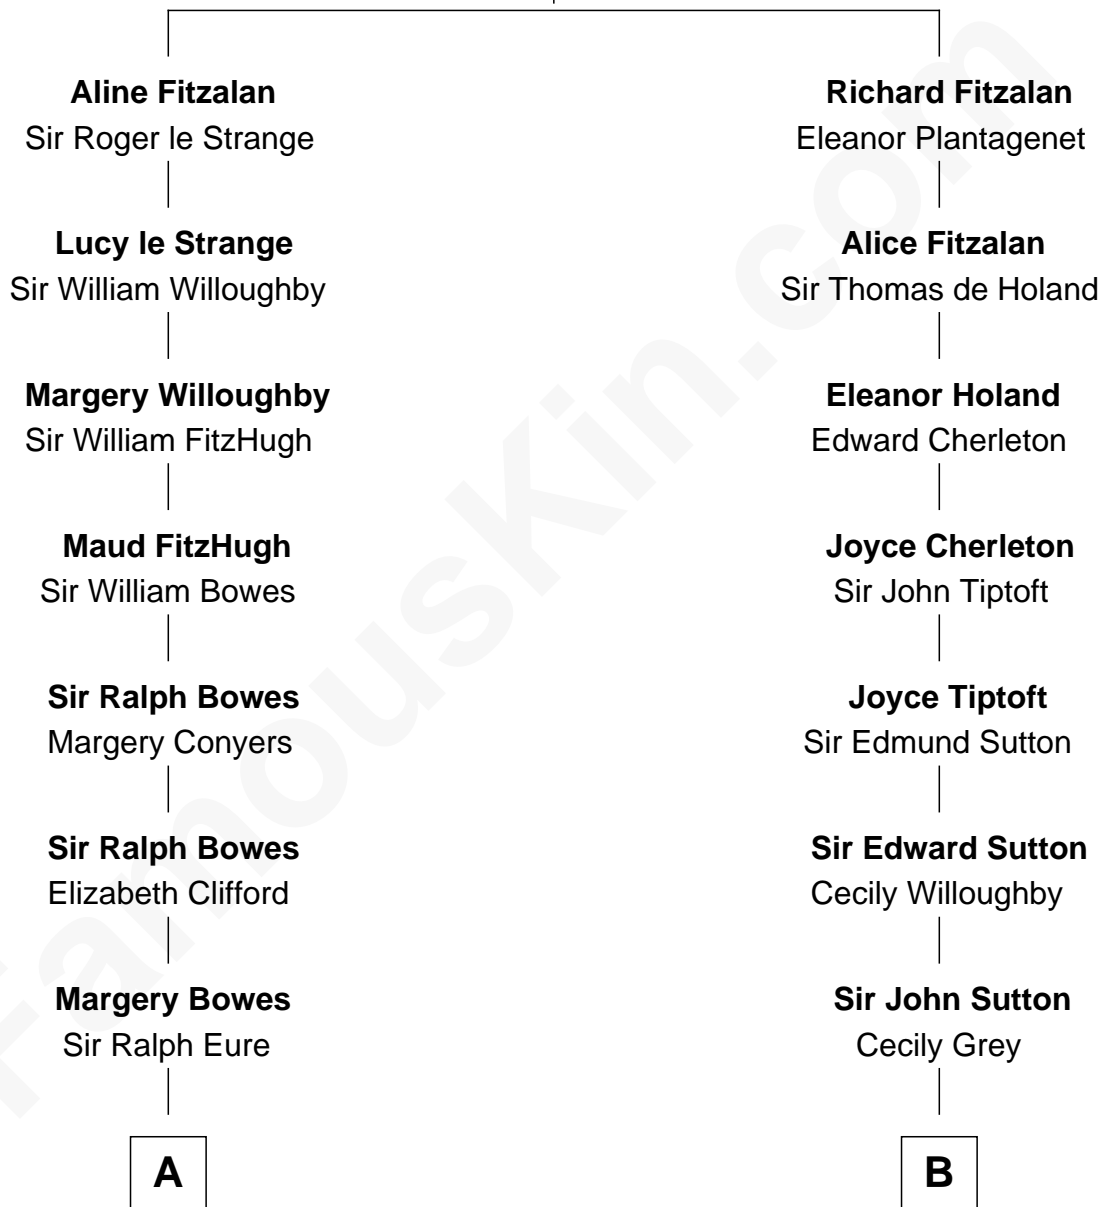 Aline Fitzalan
Sir Roger le Strange
Richard Fitzalan
Eleanor Plantagenet
Lucy le Strange
Sir William Willoughby
Alice Fitzalan
Sir Thomas de Holand
Margery Willoughby
Sir William FitzHugh
Eleanor Holand
Edward Cherleton
Maud FitzHugh
Sir William Bowes
Joyce Cherleton
Sir John Tiptoft
Sir Ralph Bowes
Margery Conyers
Joyce Tiptoft
Sir Edmund Sutton
Sir Ralph Bowes
Elizabeth Clifford
Sir Edward Sutton
Cecily Willoughby
Margery Bowes
Sir Ralph Eure
Sir John Sutton
Cecily Grey
A
B
FamousKin.com